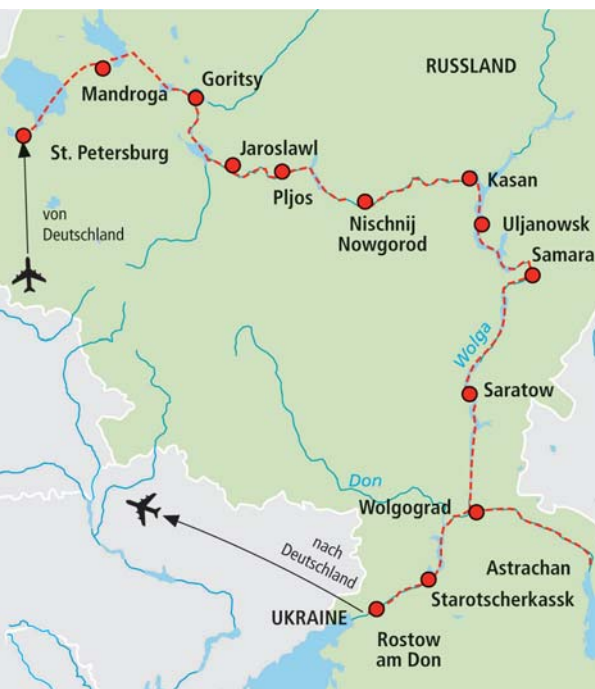 RUSSLAND
Goritsy
Mandroga
St. Petersburg
Jaroslawl
Pljos
Kasan
Nischnij
Nowgorod
Uljanowsk
Samara
von
Deutschland
Wolga
Saratow
Don
Wolgograd
nach
Deutschland
Astrachan
Starotscherkassk
UKRAINE
Rostow
am Don